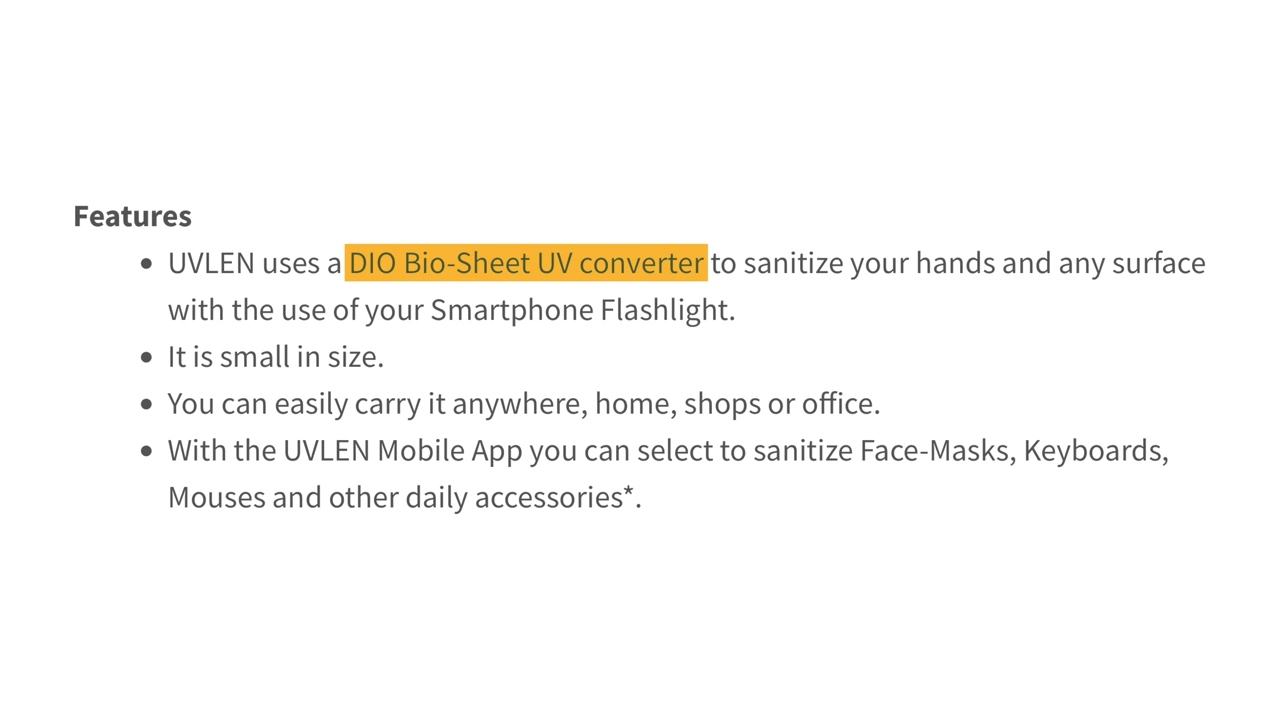 Features
• UVLEN uses a DIO Bio-Sheet UV converter to sanitize your hands and any surface
with the use of your Smartphone Flashlight.
• It is small in size.
• You can easily carry it anywhere, home, shops or office.
• With the UVLEN Mobile App you can select to sanitize Face-Masks, Keyboards,
Mouses and other daily accessories*.